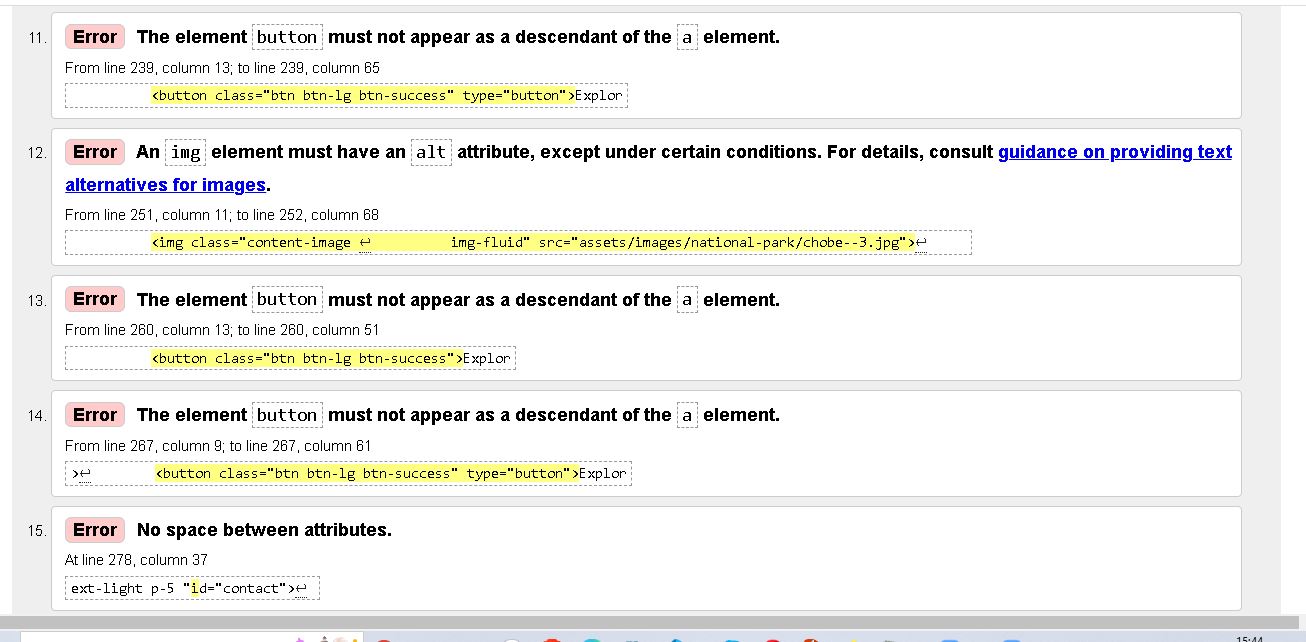 11. Error The element button must not appear as a descendant of the a element.
From line 239, column 13; to line 239, column 65
<button class="btn btn-lg btn-success" type="button">Explor
12. Error An img element must have an alt attribute, except under certain conditions. For details, consult guidance on providing text
alternatives for images.
From line 251, column 11; to line 252, column 68
<img class="content-image ↩ img-fluid" src="assets/images/national-park/chobe--3.jpg">↩
13. Error The element button must not appear as a descendant of the a element.
From line 260, column 13; to line 260, column 51
<button class="btn btn-lg btn-success">Explor
14. Error The element button must not appear as a descendant of the a element.
From line 267, column 9; to line 267, column 61
>↩ <button class="btn btn-lg btn-success" type="button">Explor
15. Error No space between attributes.
At line 278, column 37
ext-light p-5 "id="contact">↩
15:44